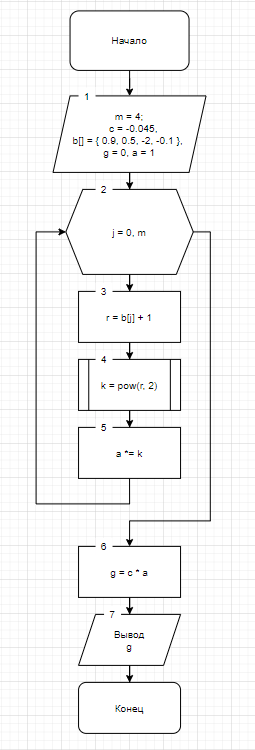 Начало
1
m = 4;
c = -0.045,
b[] = { 0.9, 0.5, -2, -0.1 },
g = 0, a = 1
2
j = 0, m
3
r = b[j] + 1
4
k = pow(r, 2)
5
a *= k
6
g = c * a
7
Вывод
g
Конец